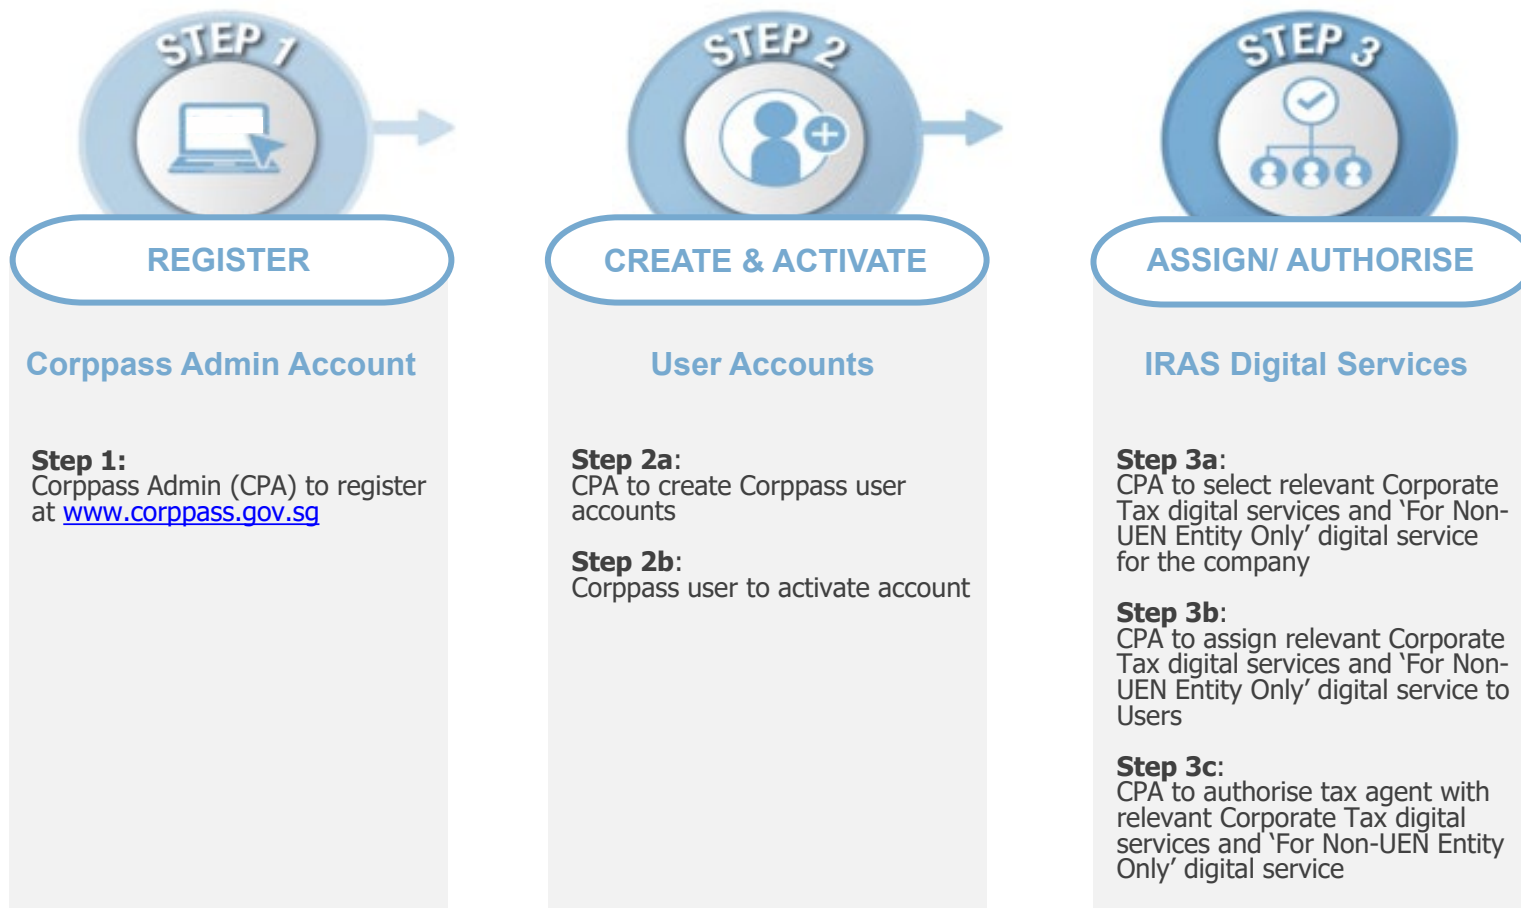 STEP 1
REGISTER
Corppass Admin Account
Step 1:
Corppass Admin (CPA) to register
at www.corppass.gov.sg
STEP 2
CREATE & ACTIVATE
User Accounts
Step 2a:
CPA to create Corppass user
accounts
Step 2b:
Corppass user to activate account
STEP 3
ASSIGN/ AUTHORISE
IRAS Digital Services
Step 3a:
CPA to select relevant Corporate
Tax digital services and ‘For Non-
UEN Entity Only’ digital service
for the company
Step 3b:
CPA to assign relevant Corporate
Tax digital services and ‘For Non-
UEN Entity Only’ digital service to
Users
Step 3c:
CPA to authorise tax agent with
relevant Corporate Tax digital
services and ‘For Non-UEN Entity
Only’ digital service